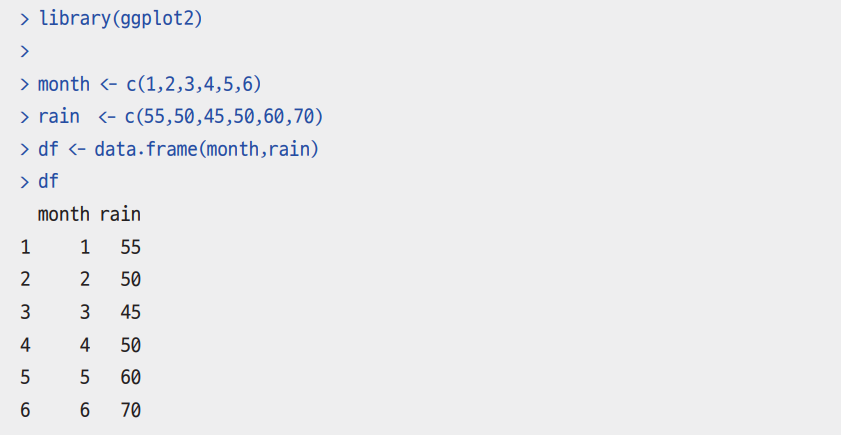 > library(ggplot2)
>
> month <- c(1,2,3,4,5,6)
> rain <- c(55,50,45,50,60,70)
> df <- data.frame(month,rain)
> df
month rain
1 1 55
2 2 50
3 3 45
4 4 50
5 5 60
6 6 70